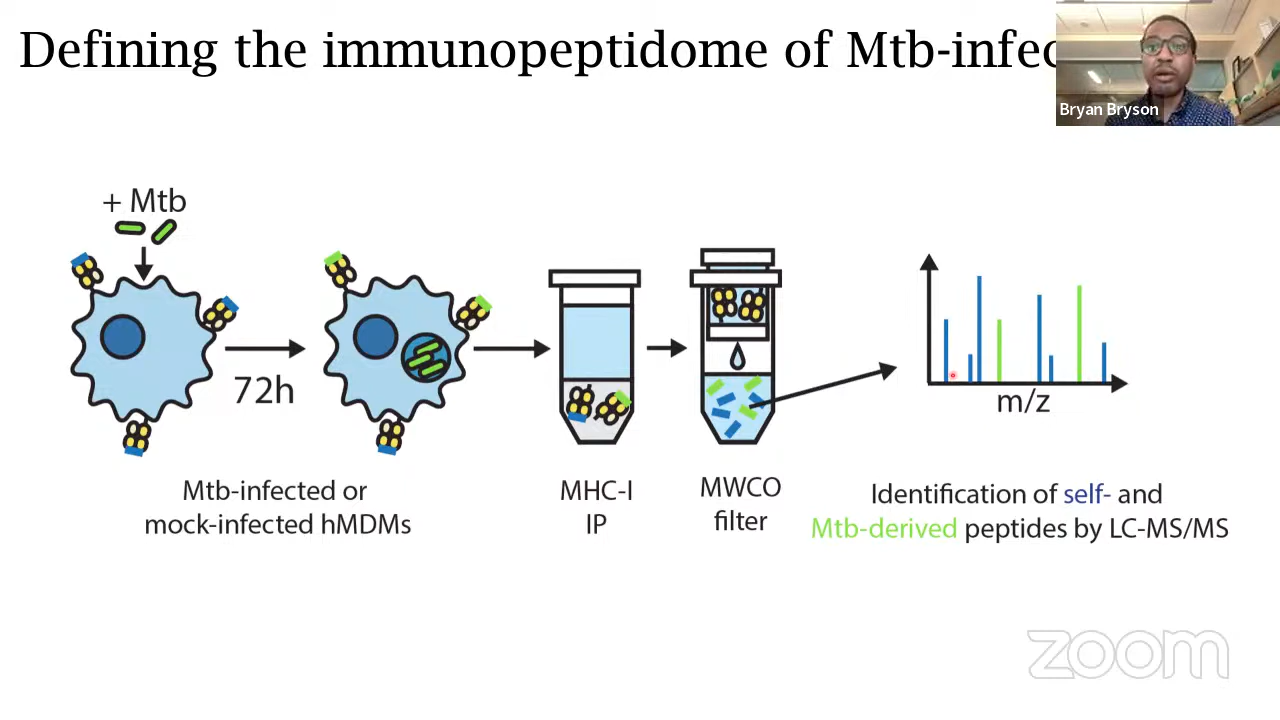 Defining the immunopeptidome of Mtb-infec
Bryan Bryson
+ Mtb
72h
m/z
Mtb-infected or
mock-infected hMDMs
MHC-I
IP
MWCO
filter
Identification of self- and
Mtb-derived peptides by LC-MS/MS
zoom